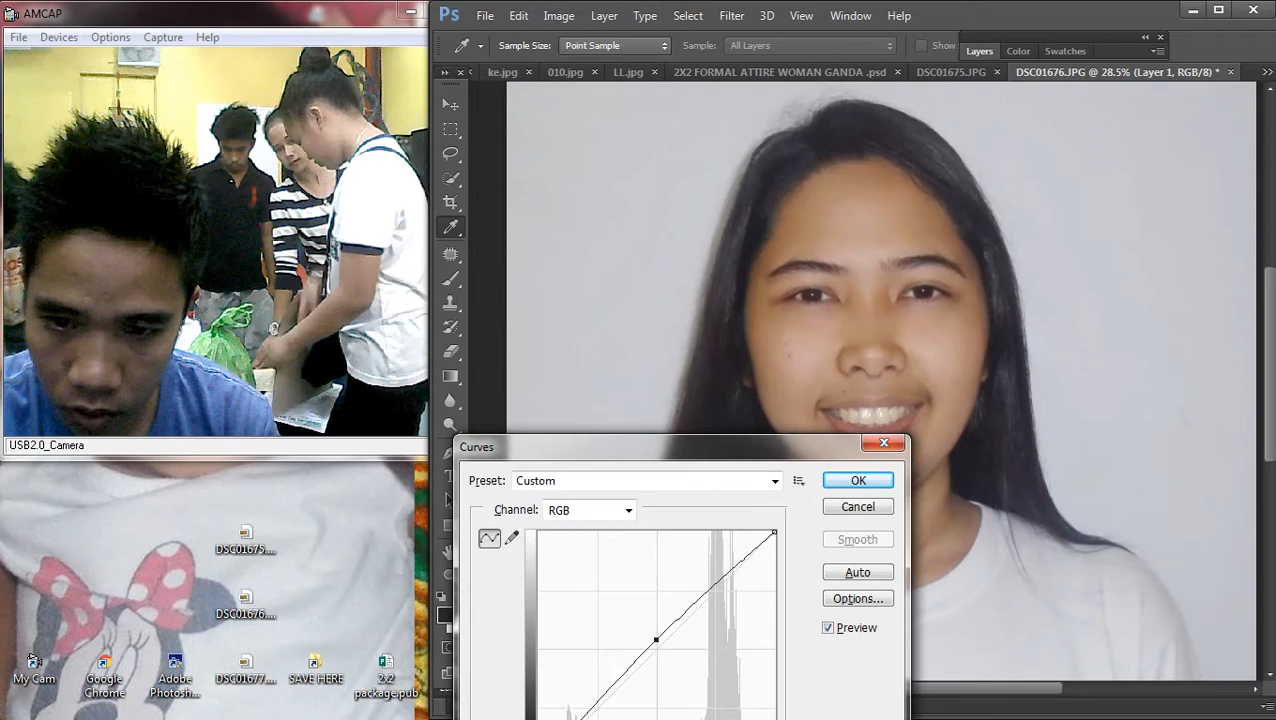 AMCAP
File Devices Options Capture Help
USB2.0_Camera
DSC01675....
DSC01676....
My Cam
Google Chrome
Adobe Photosh...
DSC01677....
SAVE HERE
2x2 package.pub
Ps File Edit Image Layer Type Select Filter 3D View Window Help
Sample Size: Point Sample Sample: All Layers Show
Layers Color Swatches
ke.jpg × 010.jpg × LL.jpg × 2X2 FORMAL ATTIRE WOMAN GANDA .psd × DSC01675.JPG × DSC01676.JPG @ 28.5% (Layer 1, RGB/8) * ×
Curves
Preset: Custom
OK
Channel: RGB
Cancel
Smooth
Auto
Options...
Preview